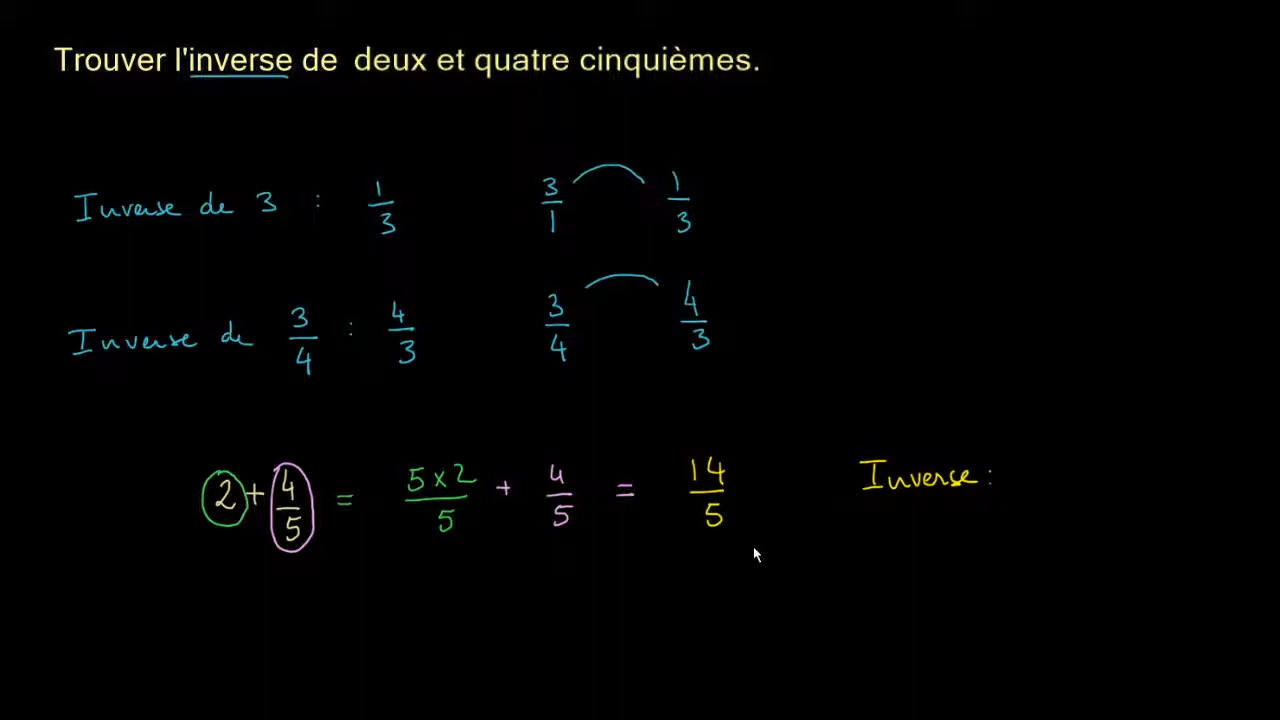 Trouver l'inverse de deux et quatre cinquièmes.
Inverse de 3 : 1/3 3/1 1/3
Inverse de 3/4 : 4/3 3/4 4/3
2 + 4/5 = 5 × 2/5 + 4/5 = 14/5 Inverse :